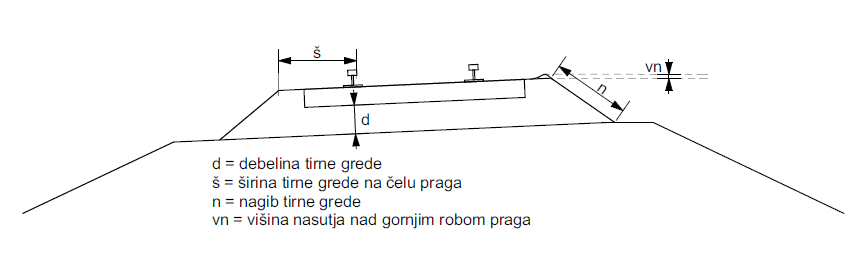 š
vn
n
d
d = debelina tirne grede
š = širina tirne grede na čelu praga
n = nagib tirne grede
vn = višina nasutja nad gornjim robom praga